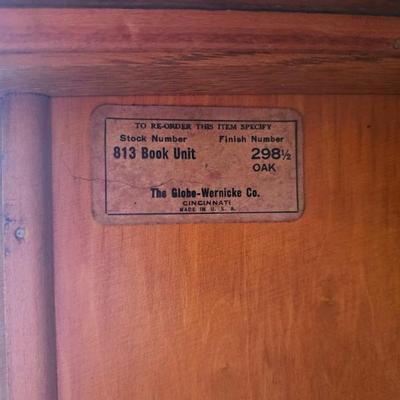 TO RE-ORDER THIS ITEM SPECIFY
Stock Number Finish Number
813 Book Unit 298½
OAK
The Globe-Wernicke Co.
CINCINNATI
MADE IN U.S.A.